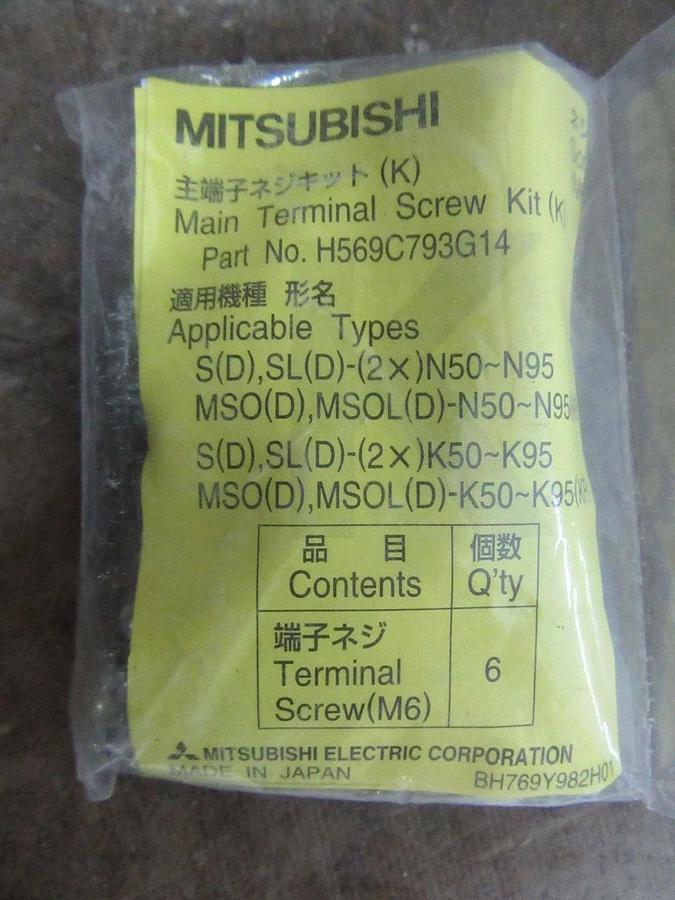 MITSUBISHI
主端子ネジキット(K)
Main Terminal Screw Kit(K
Part No. H569C793G14
適用機種 形名
Applicable Types
S(D),SL(D)-(2×)N50~N95
MSO(D),MSOL(D)-N50~N95
S(D),SL(D)-(2×)K50~K95
MSO(D),MSOL(D)-K50~K95(
品 目 個数
Contents Q'ty
端子ネジ
Terminal 6
Screw(M6)
MITSUBISHI ELECTRIC CORPORATION
MADE IN JAPAN BH769Y982H01